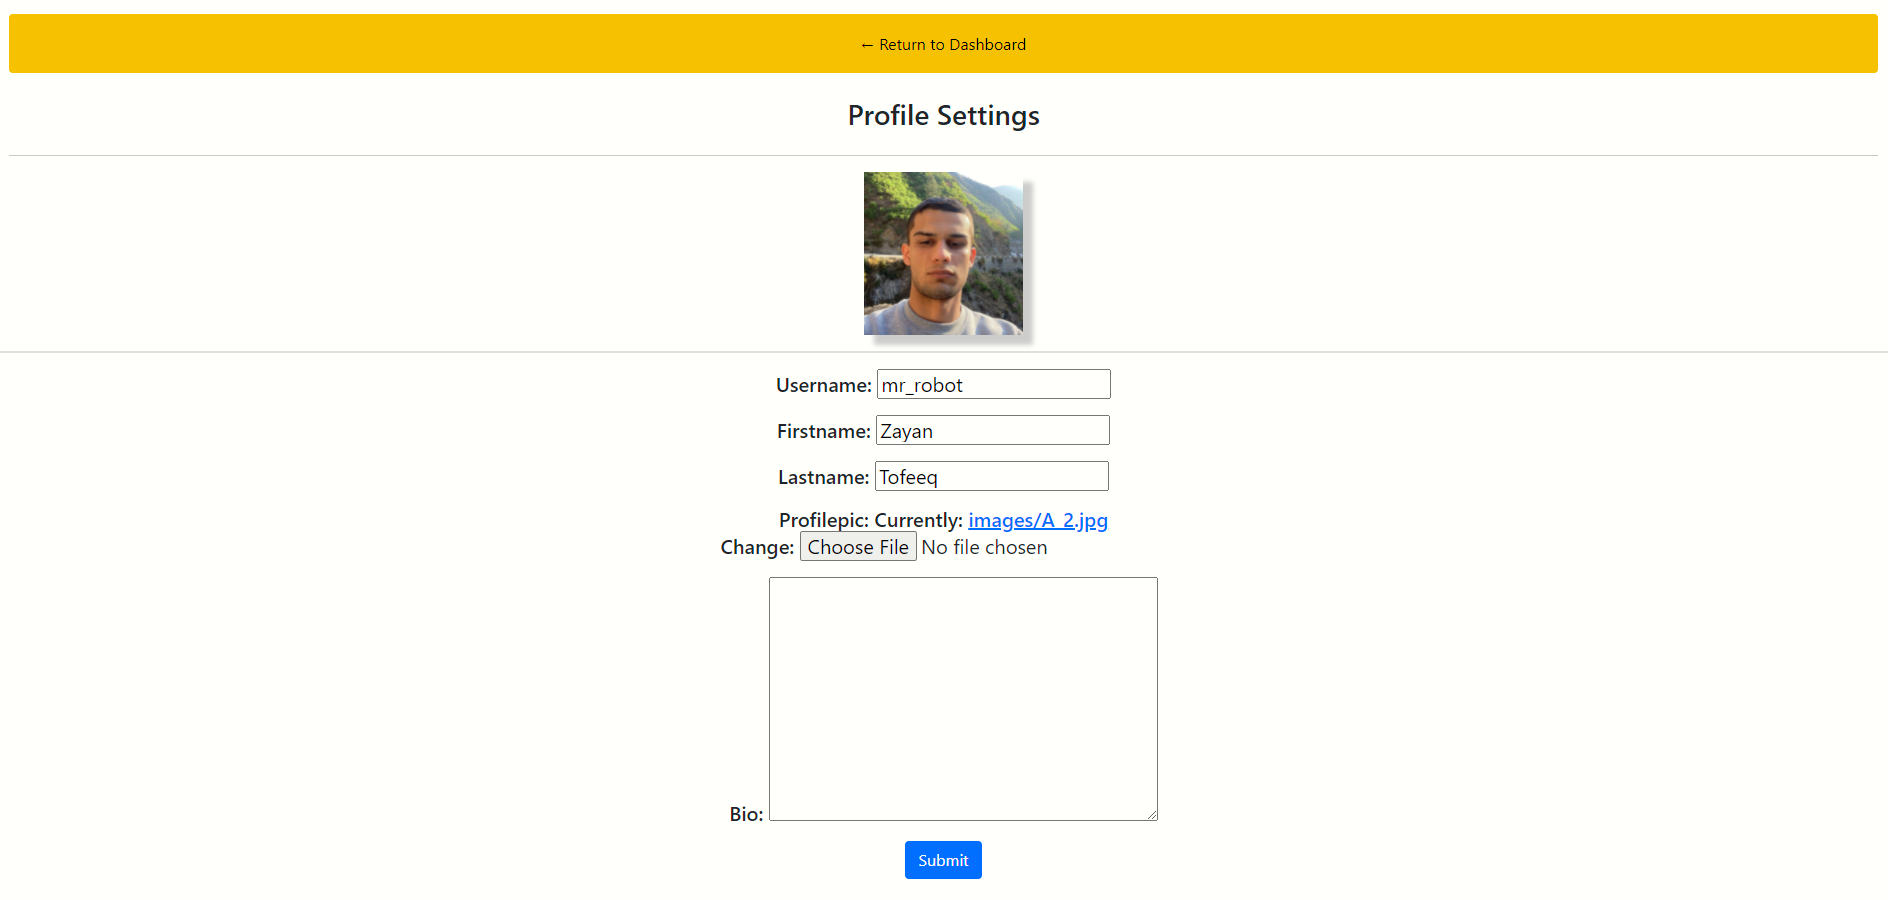 ← Return to Dashboard
Profile Settings
Username: mr_robot
Firstname: Zayan
Lastname: Tofeeq
Profilepic: Currently: images/A_2.jpg
Change: Choose File No file chosen
Bio:
Submit